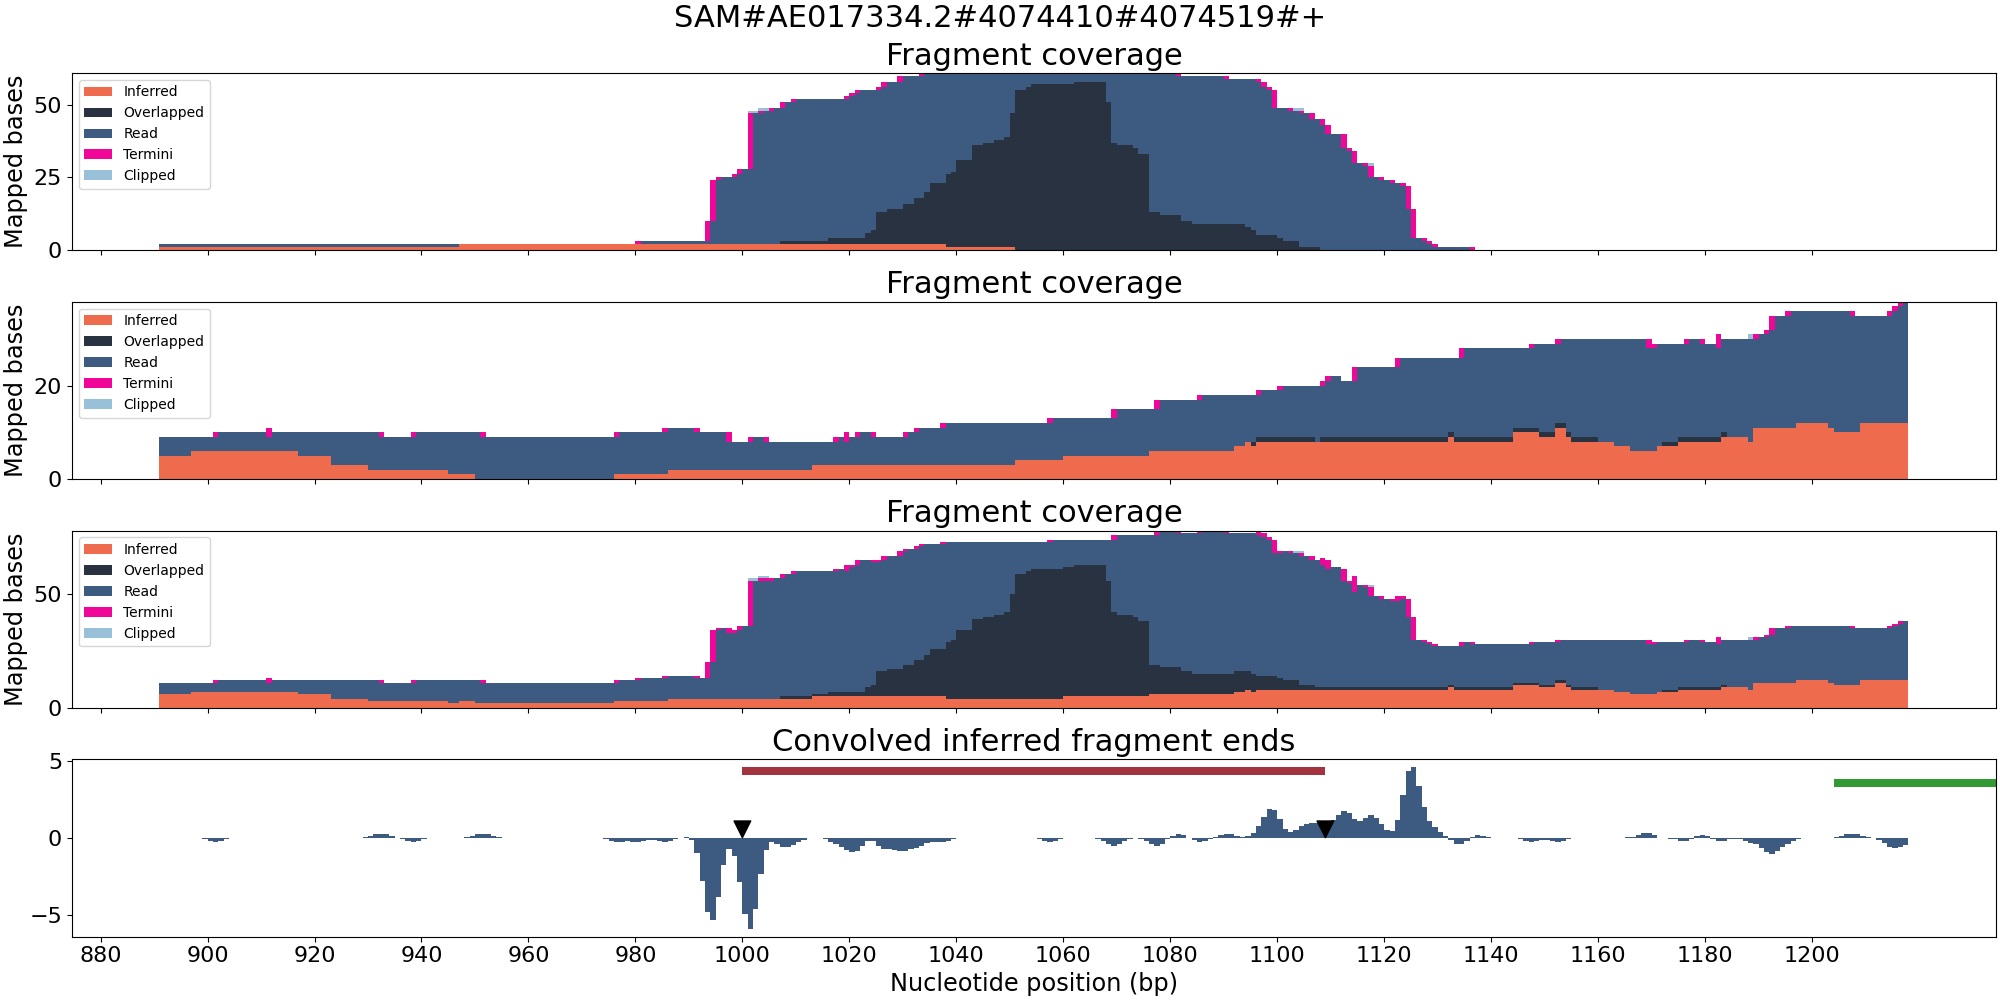 SAM#AE017334.2#4074410#4074519#+
Fragment coverage
Mapped bases
50
25
0
Inferred
Overlapped
Read
Termini
Clipped
Fragment coverage
Mapped bases
20
0
Inferred
Overlapped
Read
Termini
Clipped
Fragment coverage
Mapped bases
50
0
Inferred
Overlapped
Read
Termini
Clipped
Convolved inferred fragment ends
5
0
−5
880 900 920 940 960 980 1000 1020 1040 1060 1080 1100 1120 1140 1160 1180 1200
Nucleotide position (bp)